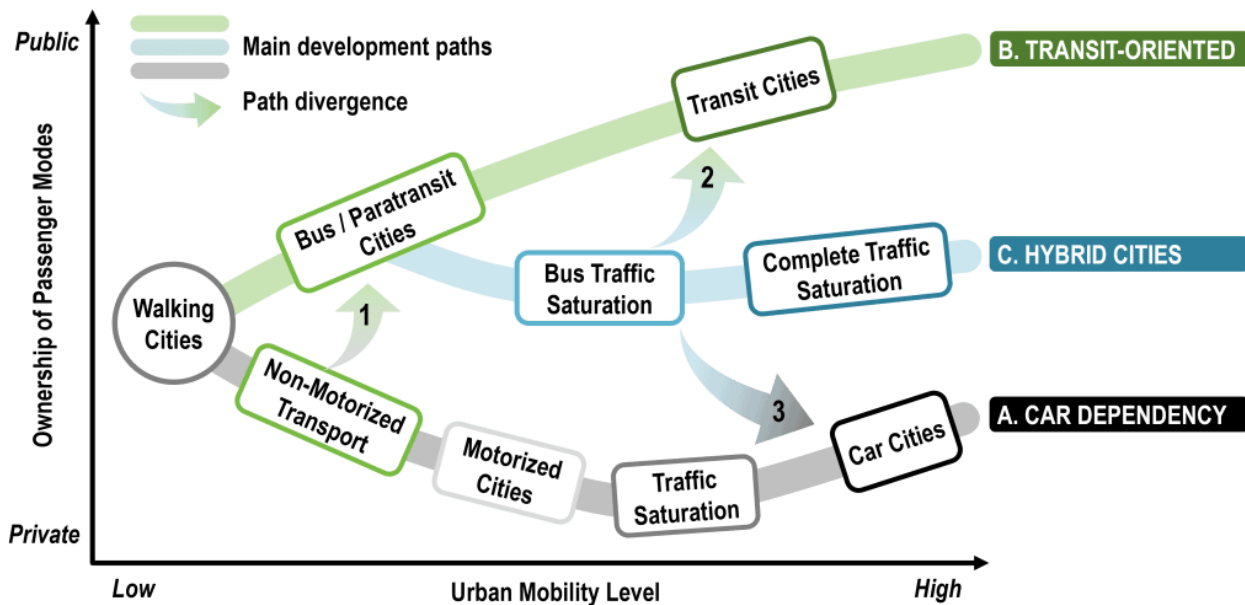 Public
Main development paths
Path divergence
B. TRANSIT-ORIENTED
Transit Cities
2
Bus / Paratransit
Cities
Ownership of Passenger Modes
Bus Traffic
Saturation
Complete Traffic
Saturation
C. HYBRID CITIES
Walking
Cities
1
Non-Motorized
Transport
3
A. CAR DEPENDENCY
Car Cities
Motorized
Cities
Traffic
Saturation
Private
Low
Urban Mobility Level
High